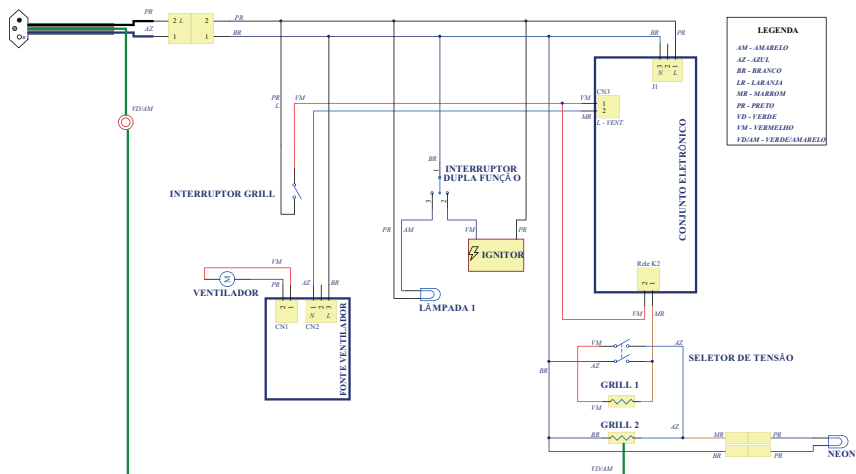 PR
2 L
2
PR
AZ
1
1
BR
BR
PR
3
2
1
N
L
J1
LEGENDA
AM - AMARELO
AZ - AZUL
BR - BRANCO
LR - LARANJA
MR - MARROM
PR - PRETO
VD - VERDE
VM - VERMELHO
VD/AM - VERDE/AMARELO
VD/AM
PR
L
VM
CN3
VM
1
2
MR
L - VENT.
CONJUNTO ELETRÔNICO
BR
1
INTERRUPTOR
DUPLA FUNÇÃO
3
2
INTERRUPTOR GRILL
PR
AM
VM
PR
IGNITOR
Rele K2
2
1
VM
MR
VM
M
PR
VENTILADOR
AZ
BR
2
1
CN1
1
2
3
N
L
CN2
FONTE VENTILADOR
LÂMPADA 1
VM
AZ
AZ
SELETOR DE TENSÃO
BR
GRILL 1
VM
GRILL 2
AZ
BR
MR
PR
BR
PR
NEON
VD/AM